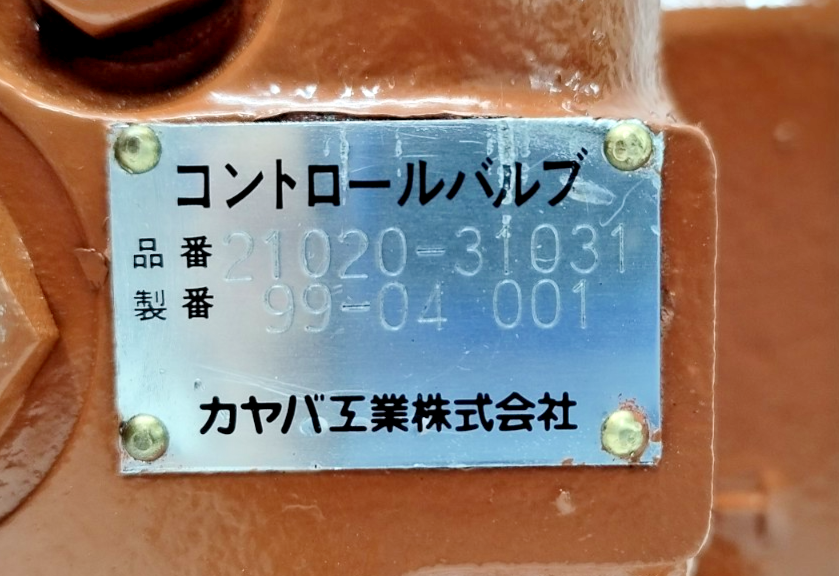 コントロールバルブ
品番 21020-31031
製番 99-04 001
カヤバ工業株式会社